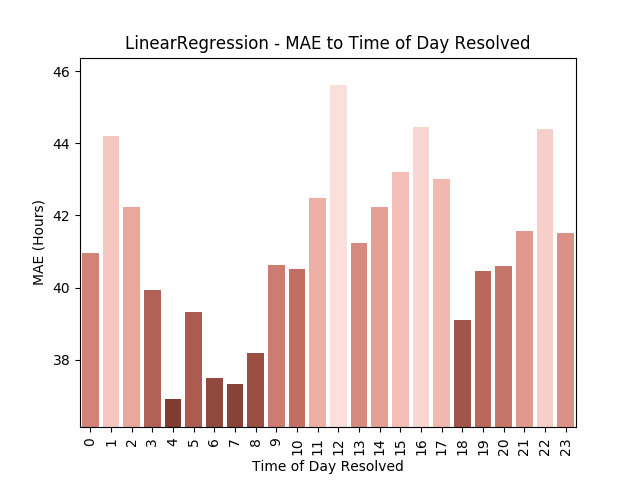 LinearRegression - MAE to Time of Day Resolved
MAE (Hours)
46
44
42
40
38
0 1 2 3 4 5 6 7 8 9 10 11 12 13 14 15 16 17 18 19 20 21 22 23
Time of Day Resolved